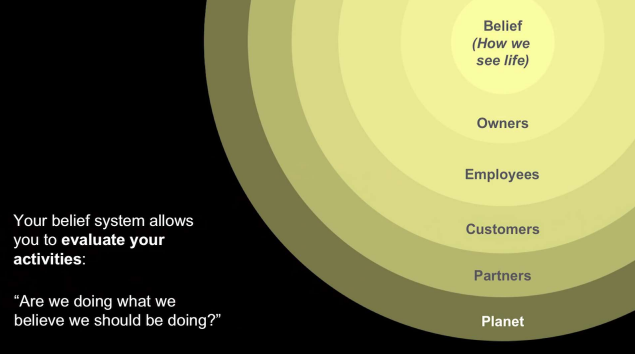 Belief
(How we
see life)
Owners
Employees
Customers
Partners
Planet
Your belief system allows
you to evaluate your
activities:
“Are we doing what we
believe we should be doing?”